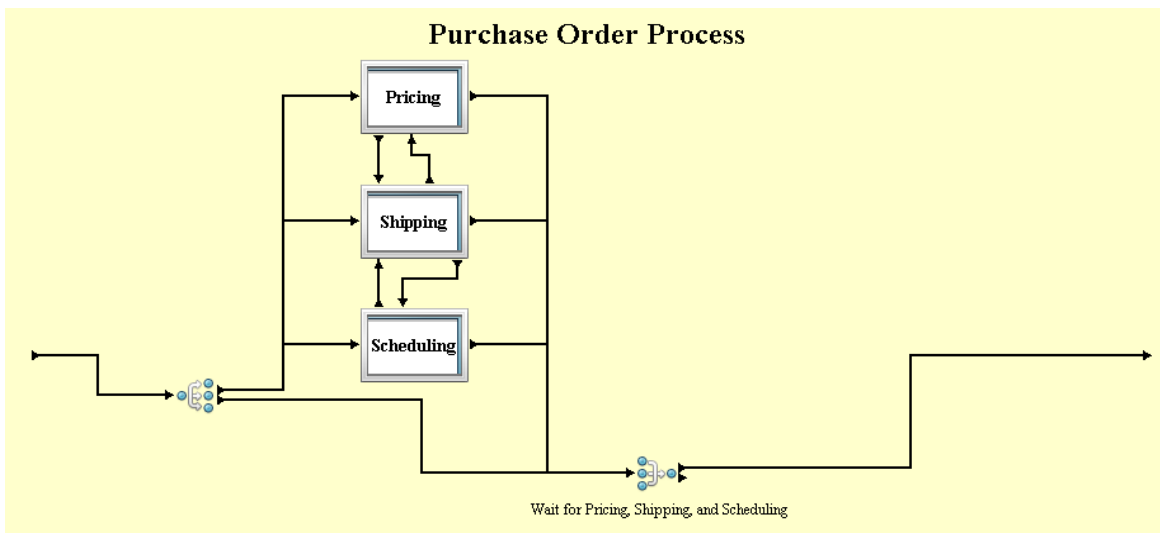 Purchase Order Process
Pricing
Shipping
Scheduling
Wait for Pricing, Shipping, and Scheduling